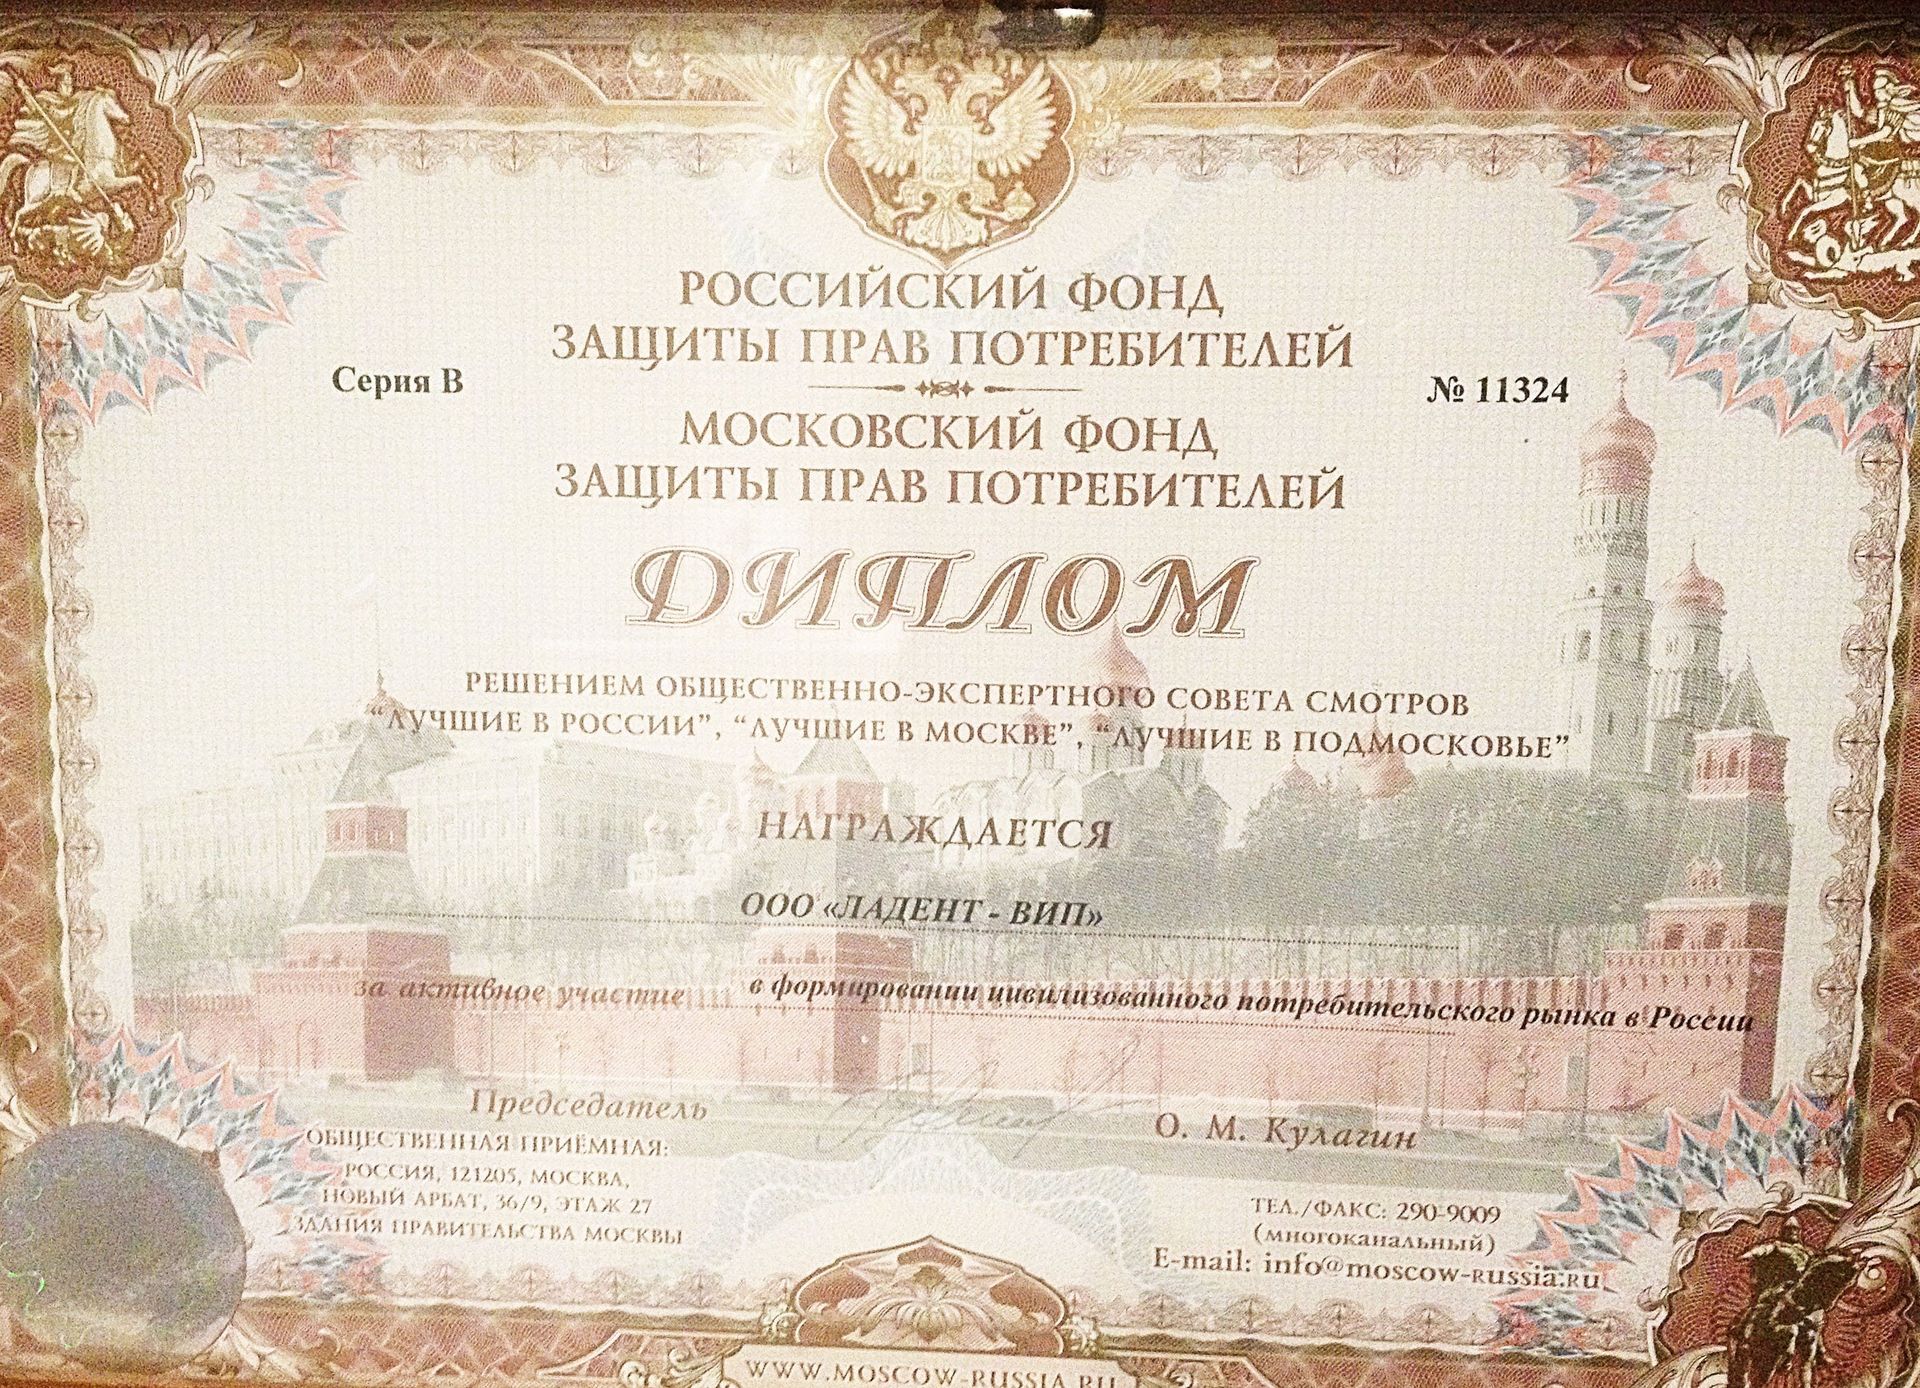 РОССИЙСКИЙ ФОНД
ЗАЩИТЫ ПРАВ ПОТРЕБИТЕЛЕЙ
Серия В
№ 11324
МОСКОВСКИЙ ФОНД
ЗАЩИТЫ ПРАВ ПОТРЕБИТЕЛЕЙ
ДИПЛОМ
РЕШЕНИЕМ ОБЩЕСТВЕННО-ЭКСПЕРТНОГО СОВЕТА СМОТРОВ
“ЛУЧШИЕ В РОССИИ”, “ЛУЧШИЕ В МОСКВЕ”, “ЛУЧШИЕ В ПОДМОСКОВЬЕ”
НАГРАЖДАЕТСЯ
ООО «ЛАДЕНТ - ВИП»
за активное участие в формировании цивилизованного потребительского рынка в России
Председатель
О. М. Кулагин
ОБЩЕСТВЕННАЯ ПРИЁМНАЯ:
РОССИЯ, 121205, МОСКВА,
НОВЫЙ АРБАТ, 36/9, ЭТАЖ 27
ЗДАНИЯ ПРАВИТЕЛЬСТВА МОСКВЫ
ТЕЛ./ФАКС: 290-9009
(многоканальный)
E-mail: info@moscow-russia.ru
WWW.MOSCOW-RUSSIA.RU